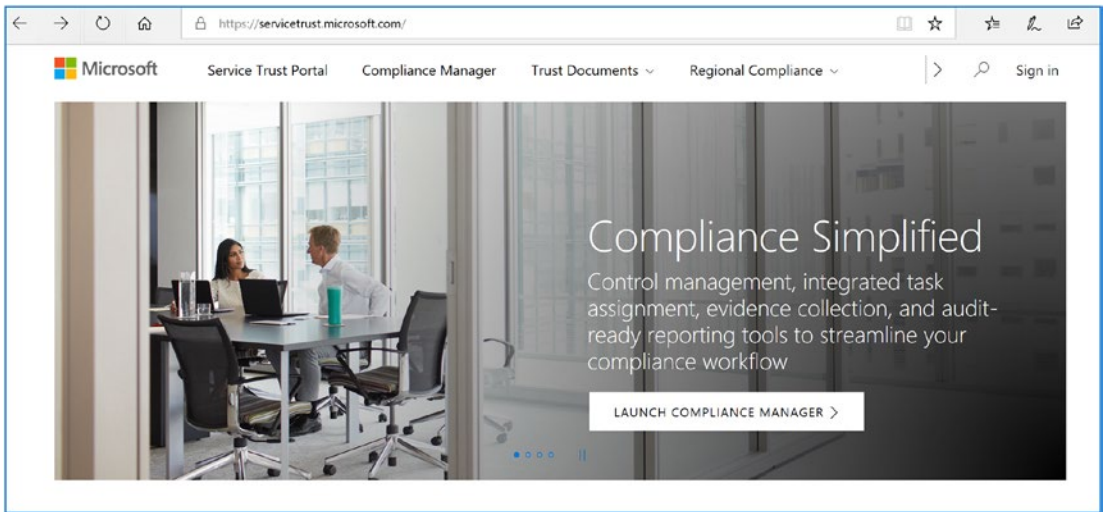 https://servicetrust.microsoft.com/
Microsoft Service Trust Portal Compliance Manager Trust Documents Regional Compliance Sign in
Compliance Simplified
Control management, integrated task
assignment, evidence collection, and audit-
ready reporting tools to streamline your
compliance workflow
LAUNCH COMPLIANCE MANAGER >